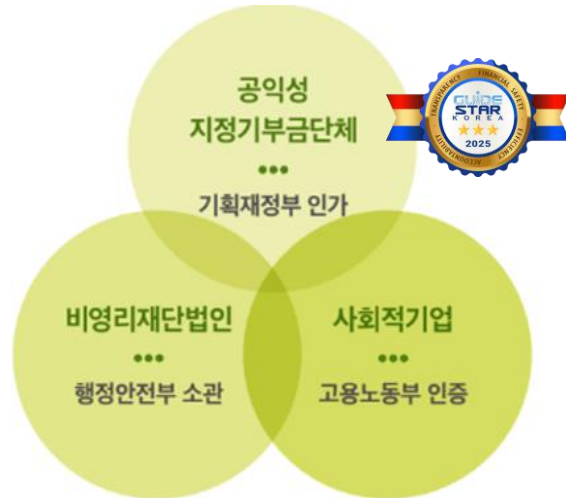 공익성
지정기부금단체
•••
기획재정부 인가
TRANSPARENCY
FINANCIAL SAFETY
GUIDE
STAR
KOREA
2025
ACCOUNTABILITY
EFFICIENCY
비영리재단법인
•••
행정안전부 소관
사회적기업
•••
고용노동부 인증